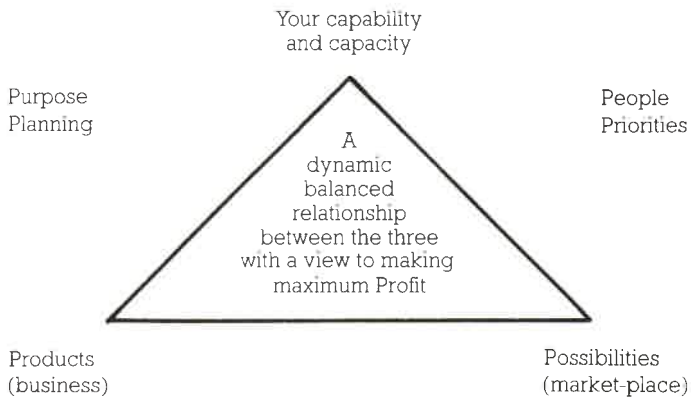 Your capability
and capacity
Purpose
Planning
People
Priorities
A
dynamic
balanced
relationship
between the three
with a view to making
maximum Profit
Products
(business)
Possibilities
(market-place)